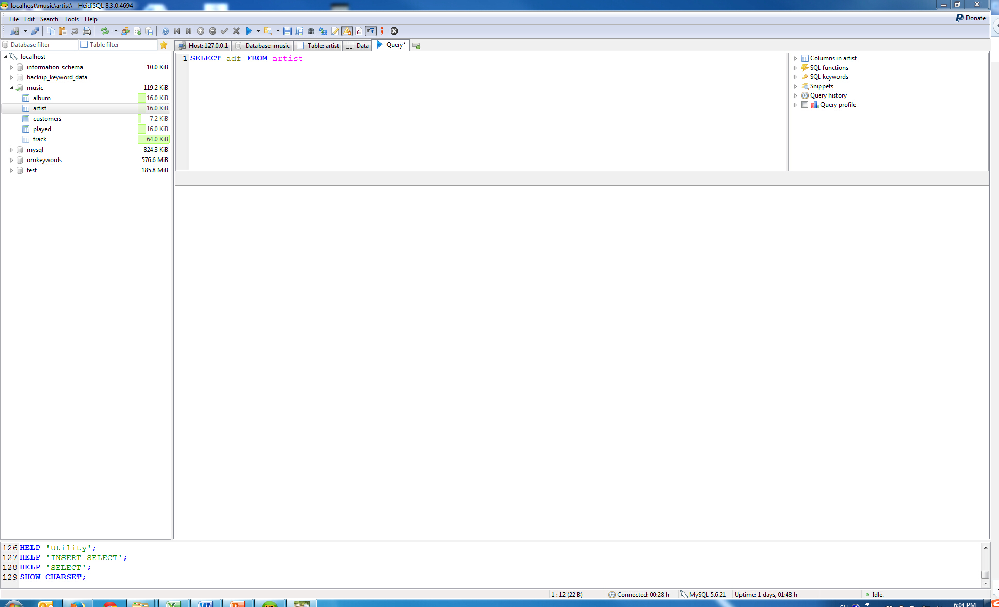 localhost\music\artist\ - HeidiSQL 8.3.0.4694
File Edit Search Tools Help
Donate
Database filter
Table filter
Host: 127.0.0.1
Database: music
Table: artist
Data
Query*
localhost
information_schema 10.0 KiB
backup_keyword_data
music 119.2 KiB
album 16.0 KiB
artist 16.0 KiB
customers 7.2 KiB
played 16.0 KiB
track 64.0 KiB
mysql 824.3 KiB
omkeywords 576.6 MiB
test 185.8 MiB
1 SELECT adf FROM artist
Columns in artist
SQL functions
SQL keywords
Snippets
Query history
Query profile
126 HELP 'Utility';
127 HELP 'INSERT SELECT';
128 HELP 'SELECT';
129 SHOW CHARSET;
1 : 12 (22 B)
Connected: 00:28 h
MySQL 5.6.21
Uptime: 1 days, 01:48 h
Idle.
6:04 PM